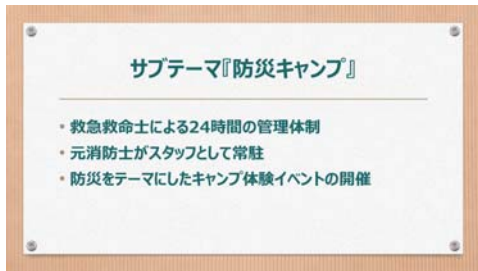 サブテーマ『防災キャンプ』
• 救急救命士による24時間の管理体制
• 元消防士がスタッフとして常駐
• 防災をテーマにしたキャンプ体験イベントの開催